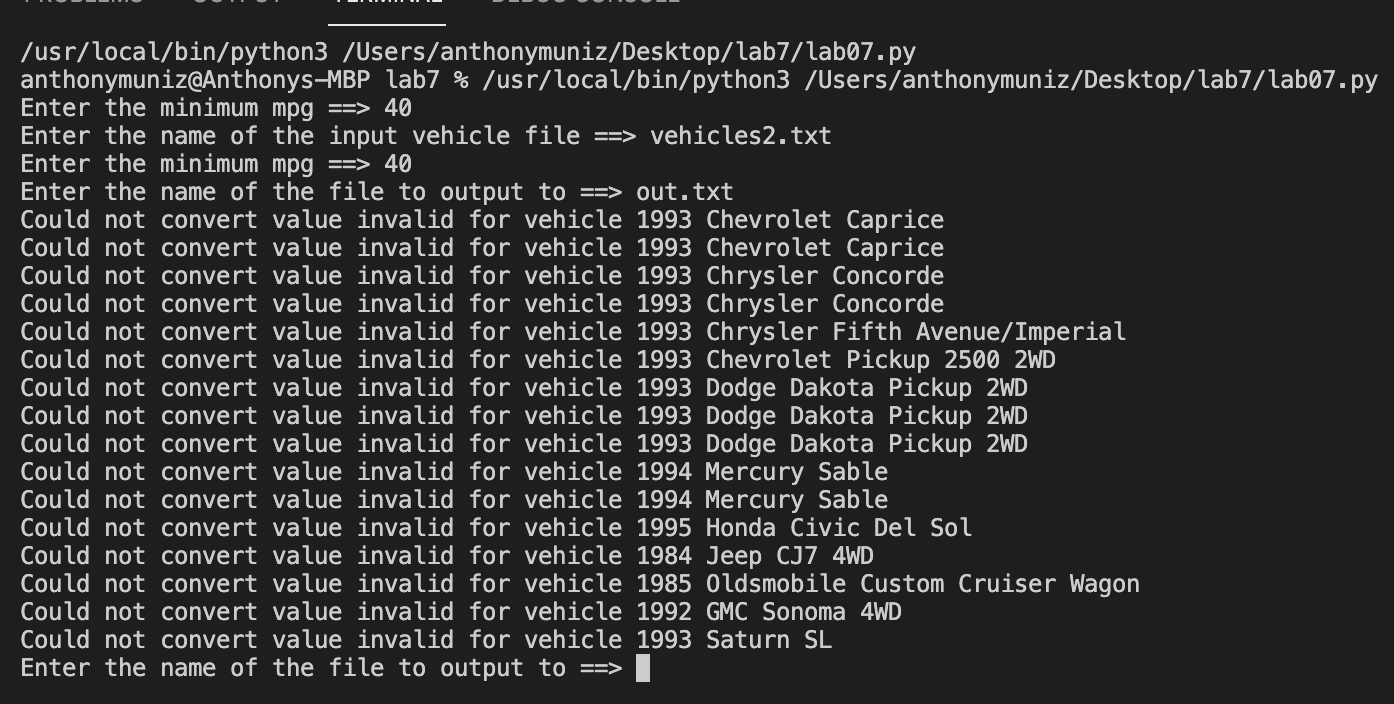 PROBLEMS OUTPUT TERMINAL DEBUG CONSOLE
/usr/local/bin/python3 /Users/anthonymuniz/Desktop/lab7/lab07.py
anthonymuniz@Anthonys-MBP lab7 % /usr/local/bin/python3 /Users/anthonymuniz/Desktop/lab7/lab07.py
Enter the minimum mpg ==> 40
Enter the name of the input vehicle file ==> vehicles2.txt
Enter the minimum mpg ==> 40
Enter the name of the file to output to ==> out.txt
Could not convert value invalid for vehicle 1993 Chevrolet Caprice
Could not convert value invalid for vehicle 1993 Chevrolet Caprice
Could not convert value invalid for vehicle 1993 Chrysler Concorde
Could not convert value invalid for vehicle 1993 Chrysler Concorde
Could not convert value invalid for vehicle 1993 Chrysler Fifth Avenue/Imperial
Could not convert value invalid for vehicle 1993 Chevrolet Pickup 2500 2WD
Could not convert value invalid for vehicle 1993 Dodge Dakota Pickup 2WD
Could not convert value invalid for vehicle 1993 Dodge Dakota Pickup 2WD
Could not convert value invalid for vehicle 1993 Dodge Dakota Pickup 2WD
Could not convert value invalid for vehicle 1994 Mercury Sable
Could not convert value invalid for vehicle 1994 Mercury Sable
Could not convert value invalid for vehicle 1995 Honda Civic Del Sol
Could not convert value invalid for vehicle 1984 Jeep CJ7 4WD
Could not convert value invalid for vehicle 1985 Oldsmobile Custom Cruiser Wagon
Could not convert value invalid for vehicle 1992 GMC Sonoma 4WD
Could not convert value invalid for vehicle 1993 Saturn SL
Enter the name of the file to output to ==>